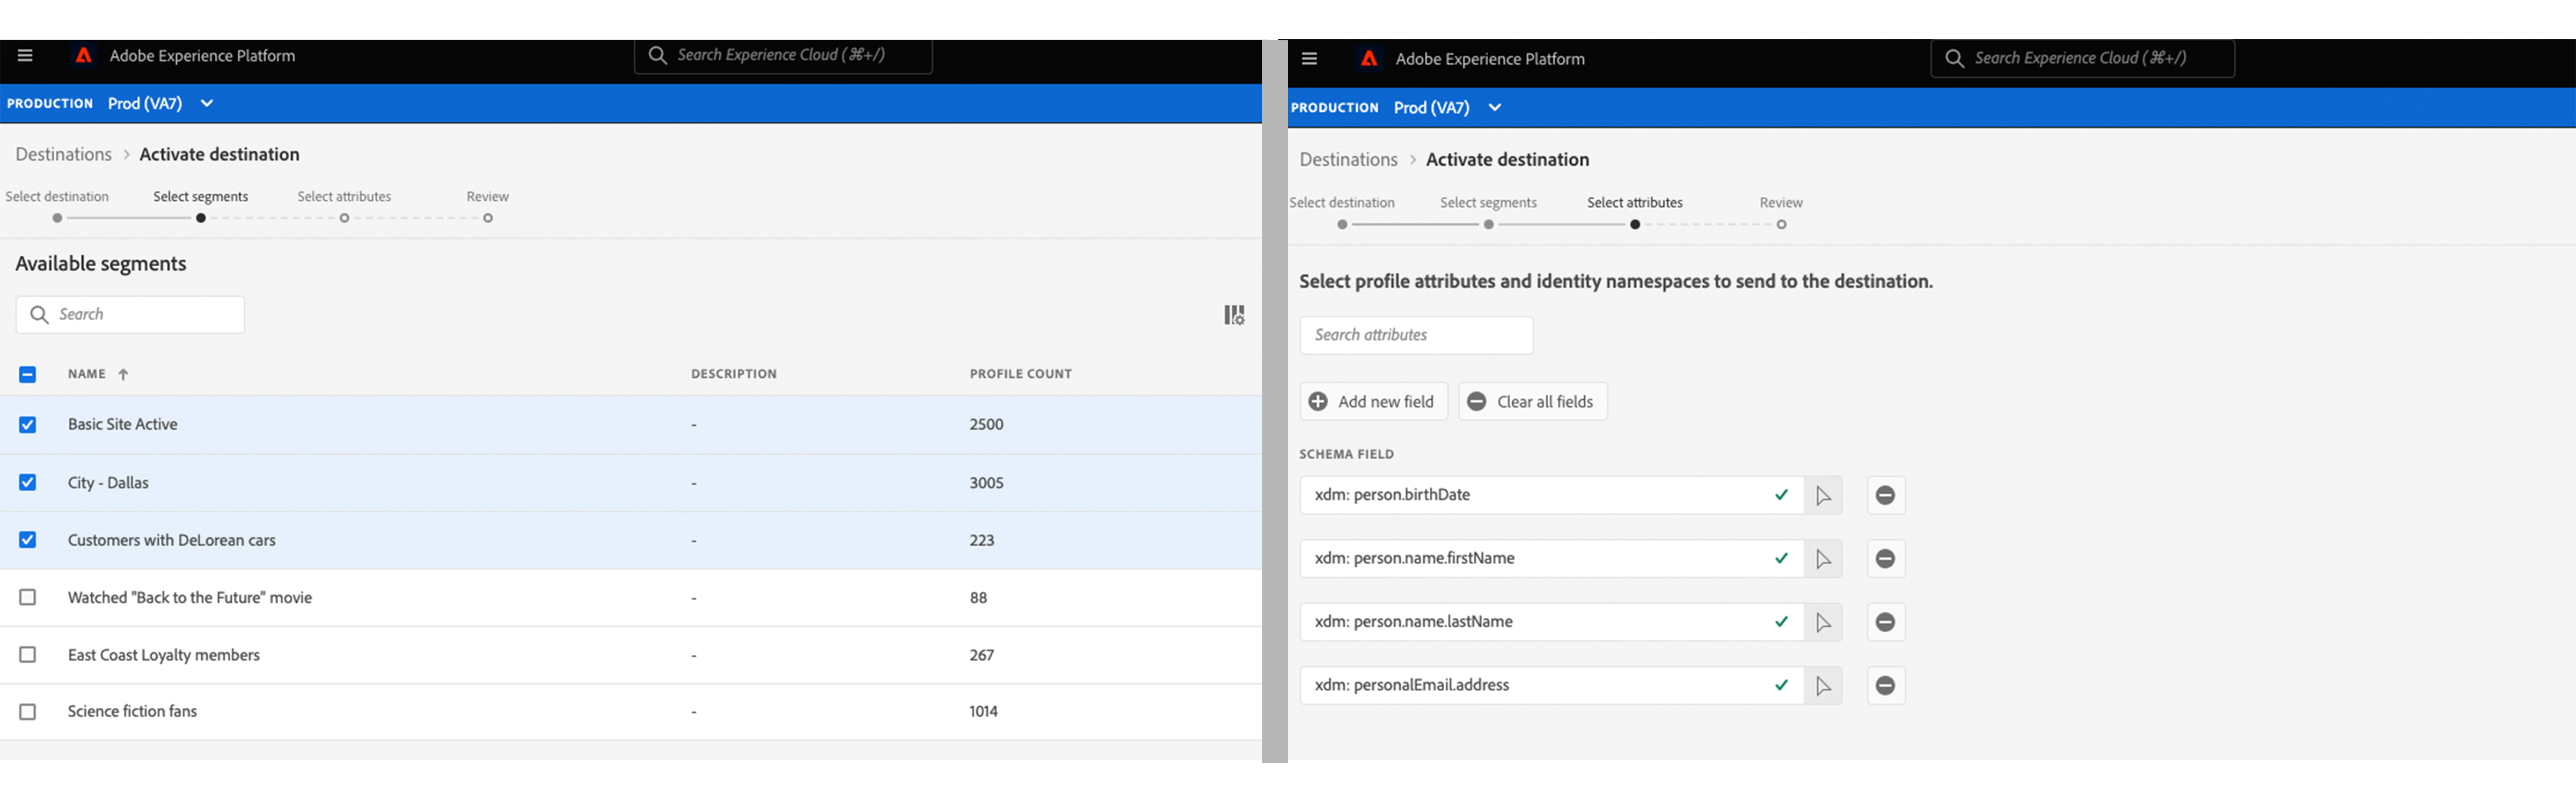 Adobe Experience Platform
Search Experience Cloud (⌘+/)
PRODUCTION Prod (VA7)
Destinations > Activate destination
Select destination Select segments Select attributes Review
Available segments
Search
NAME ↑ DESCRIPTION PROFILE COUNT
Basic Site Active - 2500
City - Dallas - 3005
Customers with DeLorean cars - 223
Watched "Back to the Future" movie - 88
East Coast Loyalty members - 267
Science fiction fans - 1014
Adobe Experience Platform
Search Experience Cloud (⌘+/)
PRODUCTION Prod (VA7)
Destinations > Activate destination
Select destination Select segments Select attributes Review
Select profile attributes and identity namespaces to send to the destination.
Search attributes
Add new field Clear all fields
SCHEMA FIELD
xdm: person.birthDate
xdm: person.name.firstName
xdm: person.name.lastName
xdm: personalEmail.address